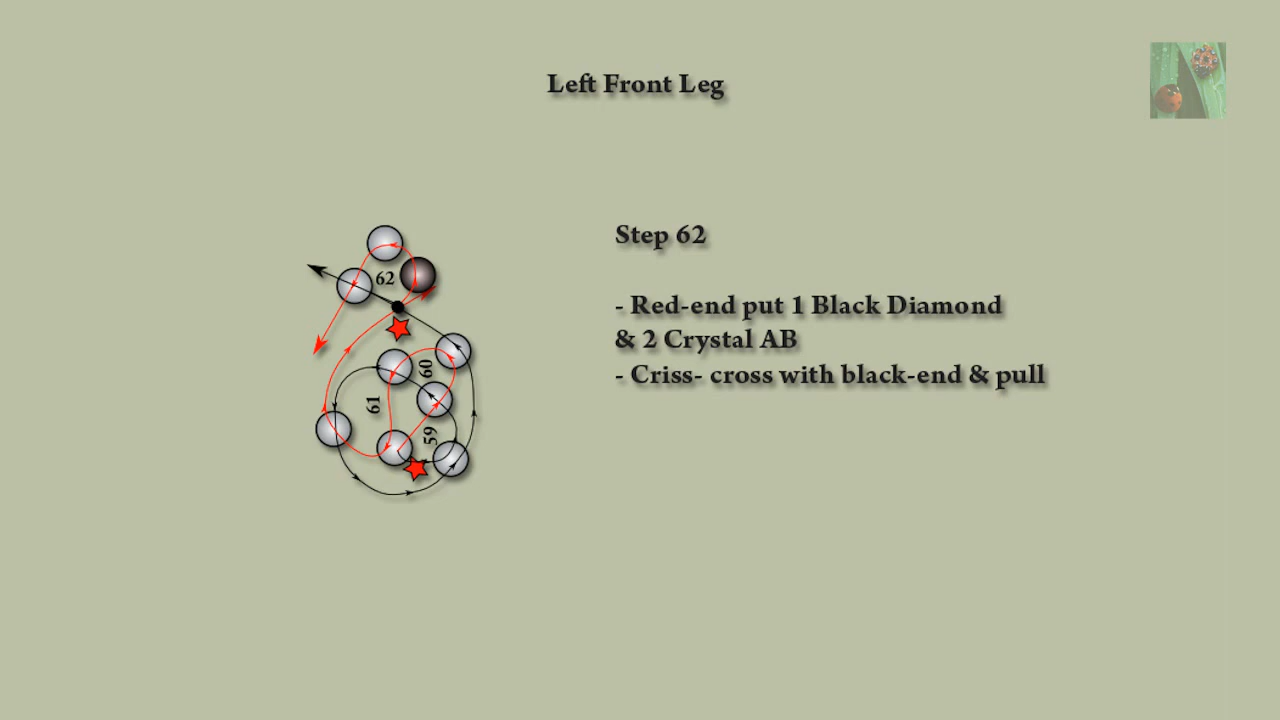 Left Front Leg
Step 62
- Red-end put 1 Black Diamond
& 2 Crystal AB
- Criss- cross with black-end & pull
62
60
61
59